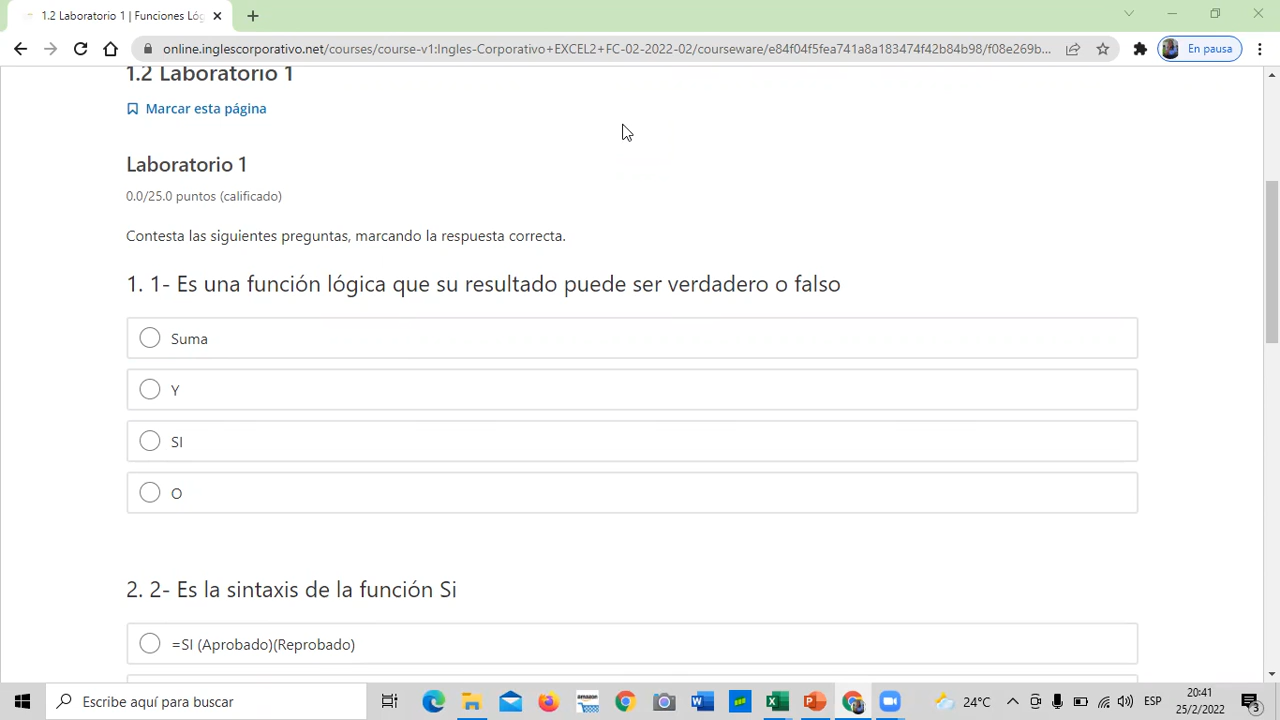 1.2 Laboratorio 1 | Funciones Lóg
online.inglescorporativo.net/courses/course-v1:Ingles-Corporativo+EXCEL2+FC-02-2022-02/courseware/e84f04f5fea741a8a183474f42b84b98/f08e269b...
En pausa
1.2 Laboratorio 1
Marcar esta página
Laboratorio 1
0.0/25.0 puntos (calificado)
Contesta las siguientes preguntas, marcando la respuesta correcta.
1. 1- Es una función lógica que su resultado puede ser verdadero o falso
Suma
Y
SI
O
2. 2- Es la sintaxis de la función Si
=SI (Aprobado)(Reprobado)
Escribe aquí para buscar
amazon
24°C
ESP
20:41
25/2/2022
3